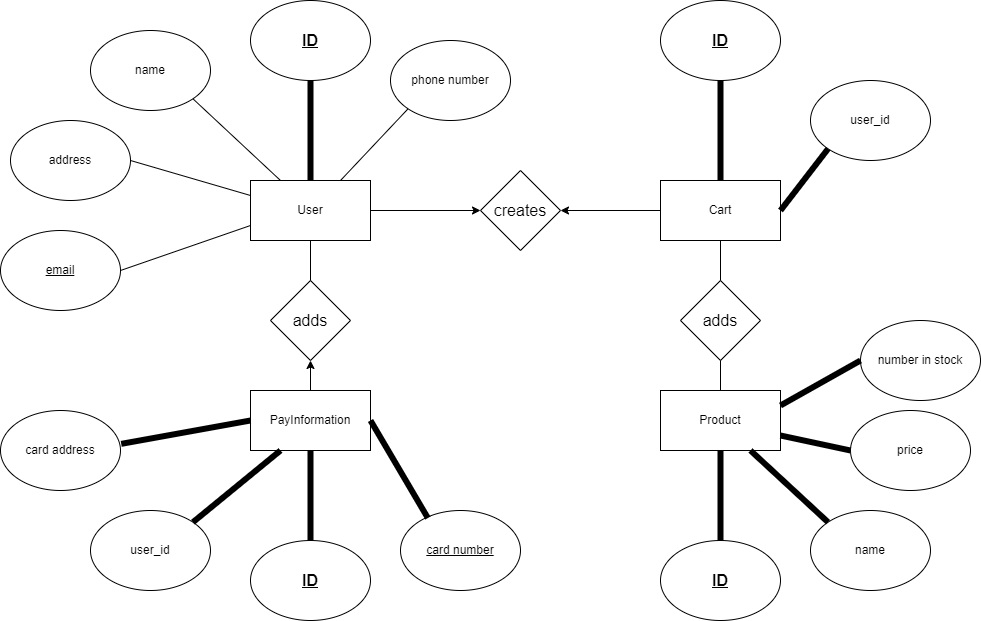 ID
ID
name
phone number
user_id
address
User
creates
Cart
email
adds
adds
number in stock
PayInformation
Product
card address
price
user_id
card number
name
ID
ID